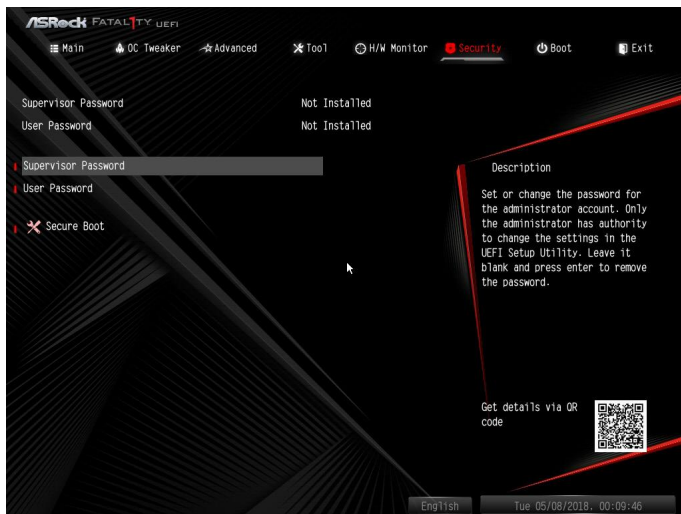 ASRock FATAL1TY UEFI
Main OC Tweaker Advanced Tool H/W Monitor Security Boot Exit
Supervisor Password Not Installed
User Password Not Installed
Supervisor Password
User Password
Secure Boot
Description
Set or change the password for
the administrator account. Only
the administrator has authority
to change the settings in the
UEFI Setup Utility. Leave it
blank and press enter to remove
the password.
Get details via QR
code
English Tue 05/08/2018. 00:09:46